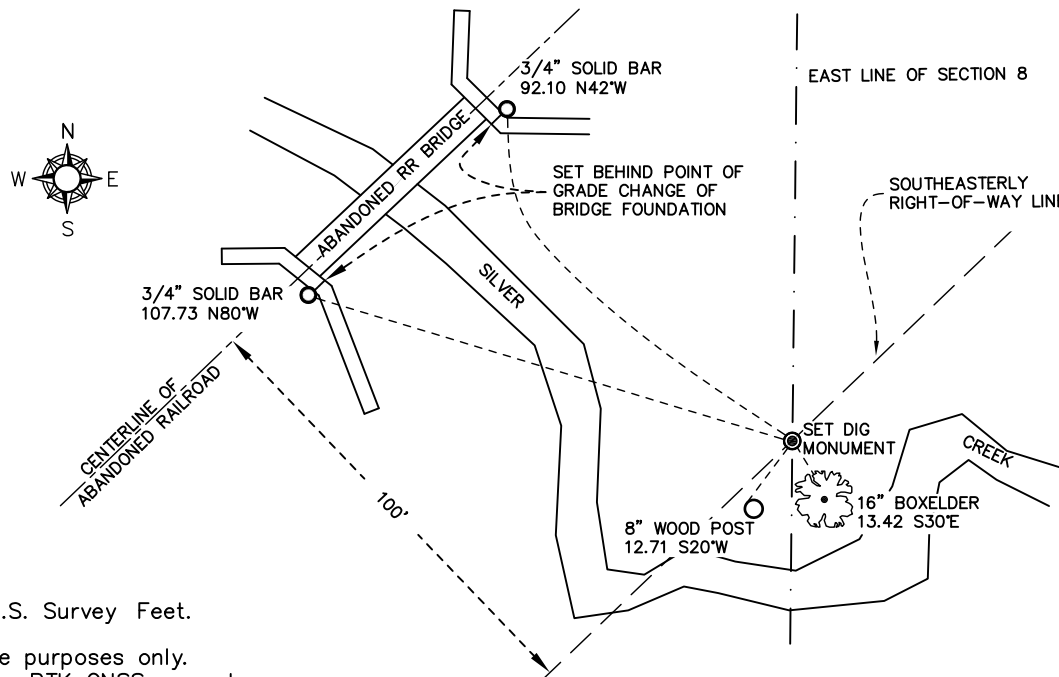 3/4" SOLID BAR
92.10 N42°W
EAST LINE OF SECTION 8
N
W
E
S
ABANDONED RR BRIDGE
SET BEHIND POINT OF
GRADE CHANGE OF
BRIDGE FOUNDATION
SOUTHEASTERLY
RIGHT-OF-WAY LINE
SILVER
3/4" SOLID BAR
107.73 N80°W
CENTERLINE OF
ABANDONED RAILROAD
SET DIG
MONUMENT
CREEK
100'
16" BOXELDER
13.42 S30°E
8" WOOD POST
12.71 S20°W
.S. Survey Feet.
e purposes only.